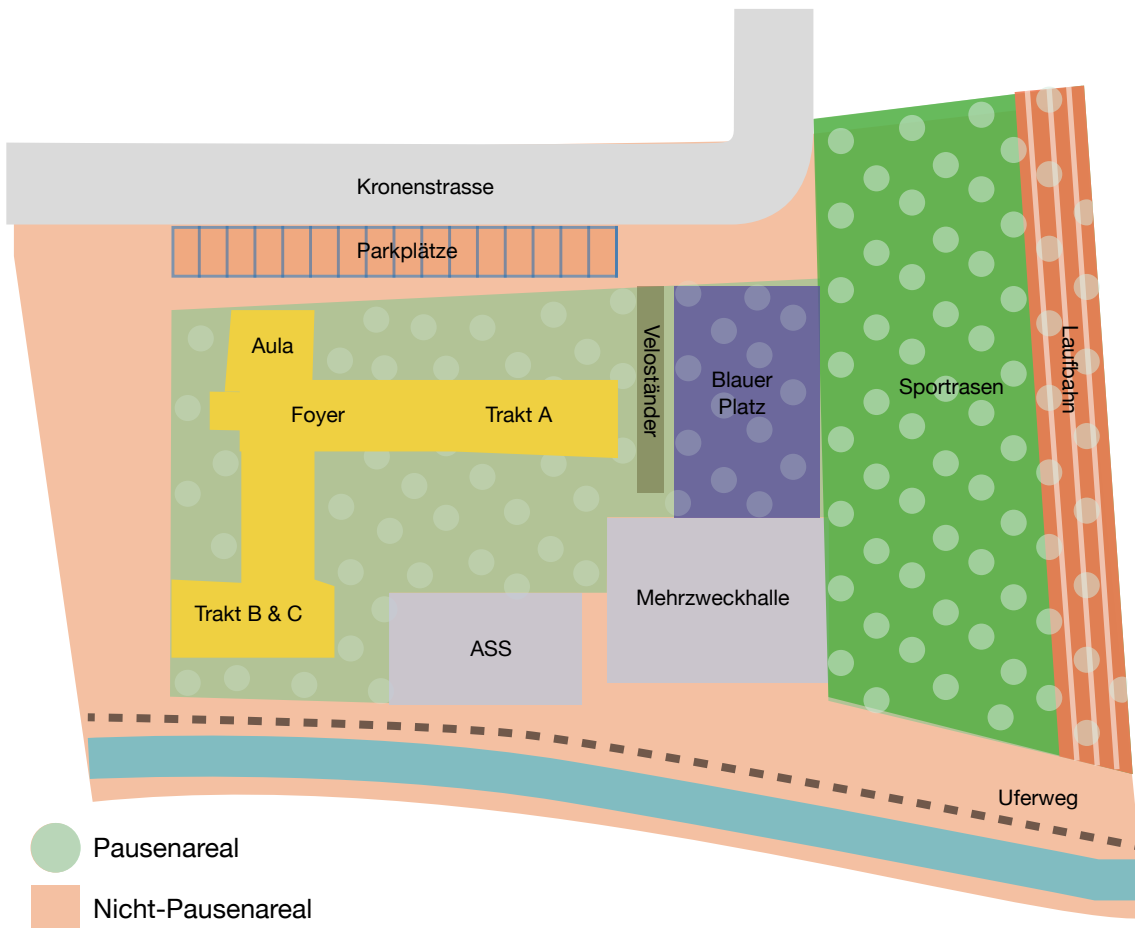 Kronenstrasse
Parkplätze
Aula
Foyer
Trakt A
Veloständer
Blauer
Platz
Sportrasen
Laufbahn
Trakt B & C
ASS
Mehrzweckhalle
Uferweg
Pausenareal
Nicht-Pausenareal